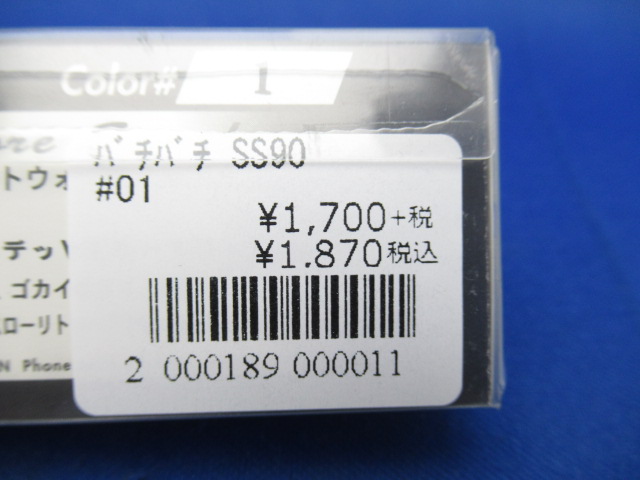 Color# 1
バチバチ SS90
トウォ
#01
¥1,700+税
テッ
¥1,870税込
ゴカイ
ローリト
N Phone
2 000189 000011